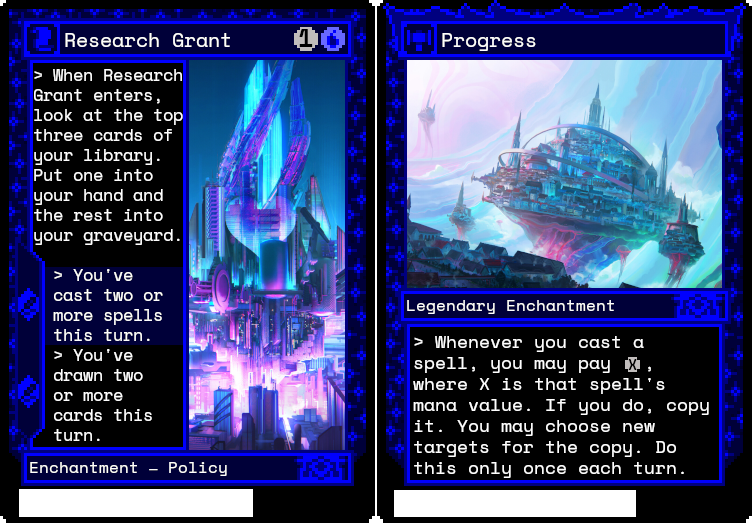 Research Grant 1
> When Research
Grant enters,
look at the top
three cards of
your library.
Put one into
your hand and
the rest into
your graveyard.
> You've
cast two or
more spells
this turn.
> You've
drawn two
or more
cards this
turn.
Enchantment — Policy
Progress
Legendary Enchantment
> Whenever you cast a
spell, you may pay X,
where X is that spell's
mana value. If you do, copy
it. You may choose new
targets for the copy. Do
this only once each turn.